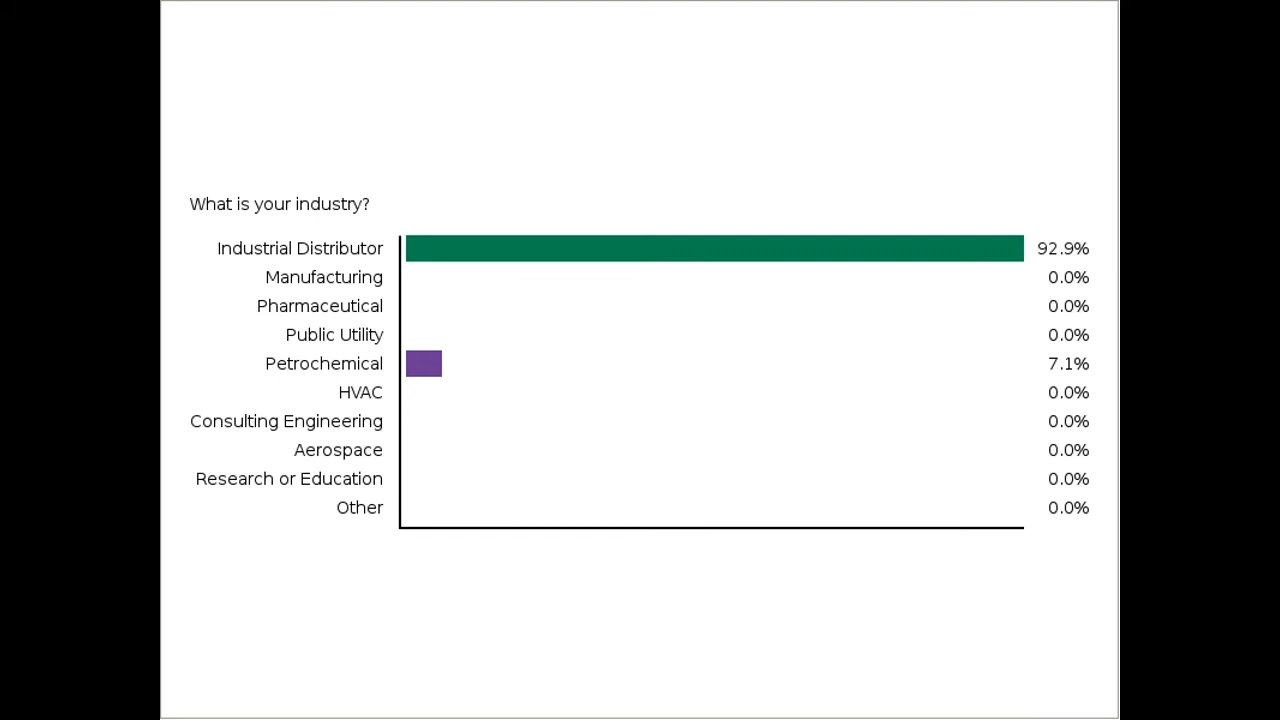 What is your industry?
Industrial Distributor 92.9%
Manufacturing 0.0%
Pharmaceutical 0.0%
Public Utility 0.0%
Petrochemical 7.1%
HVAC 0.0%
Consulting Engineering 0.0%
Aerospace 0.0%
Research or Education 0.0%
Other 0.0%